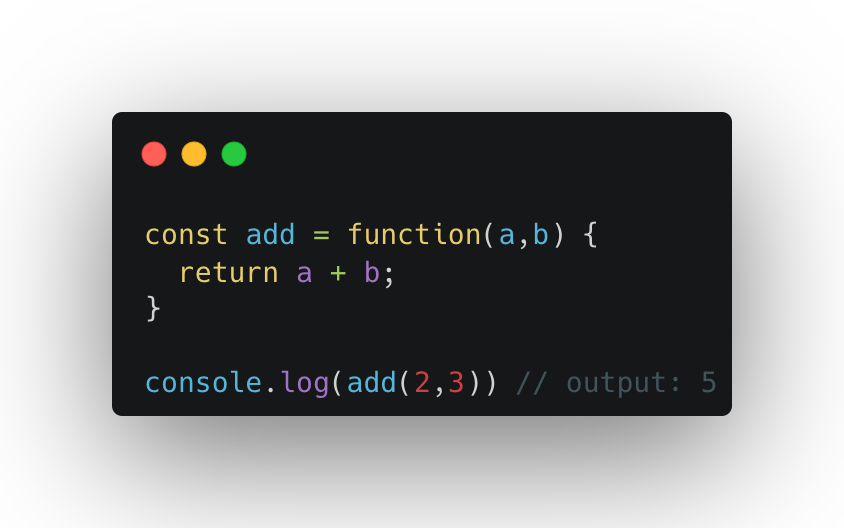 const add = function(a,b) {
  return a + b;
}
console.log(add(2,3)) // output: 5